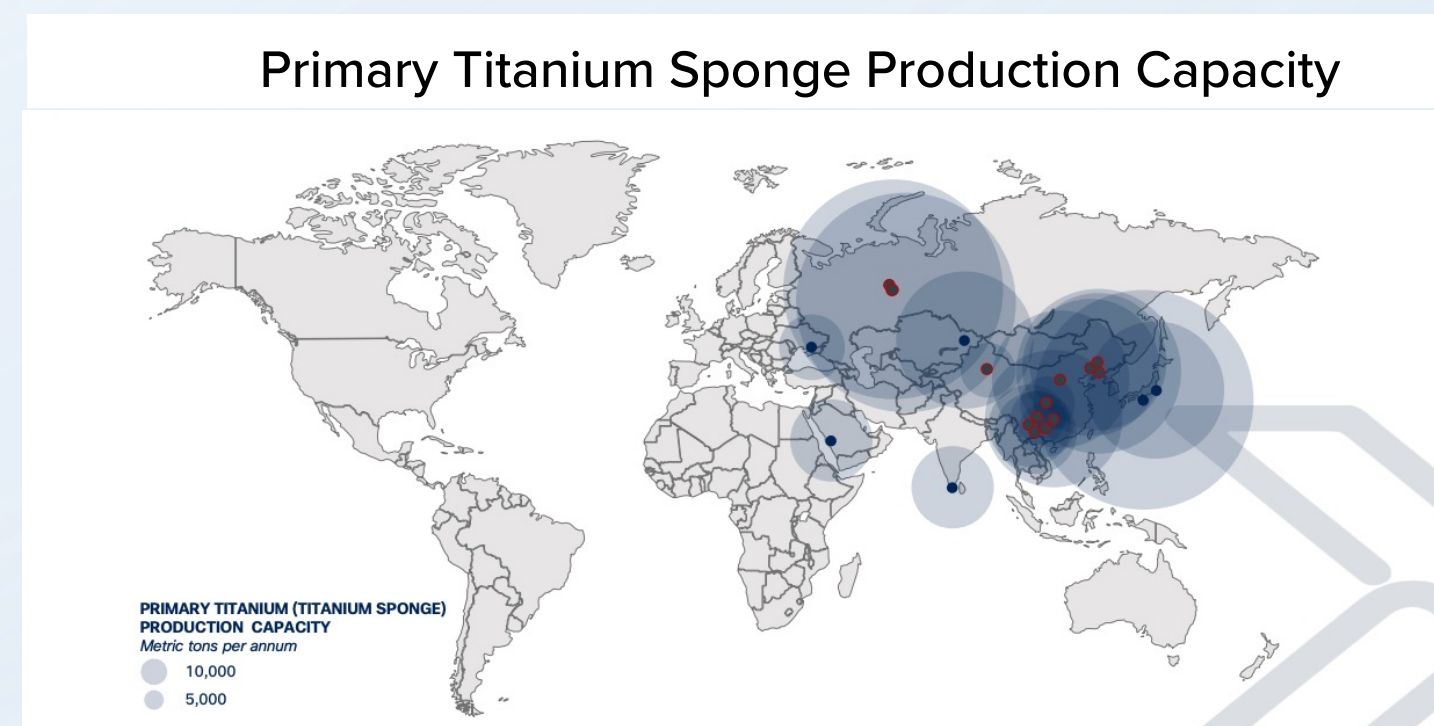 Primary Titanium Sponge Production Capacity
PRIMARY TITANIUM (TITANIUM SPONGE)
PRODUCTION CAPACITY
Metric tons per annum
10,000
5,000